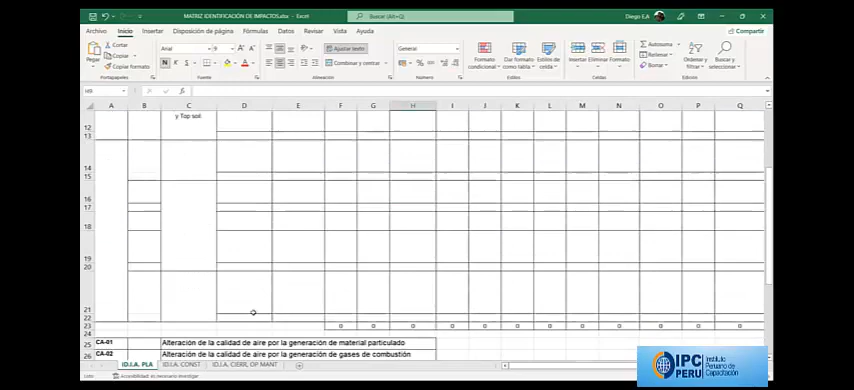 MATRIZ IDENTIFICACIÓN DE IMPACTOS.xlsx - Excel
Buscar (Alt+Q)
Diego E.A
Archivo Inicio Insertar Disposición de página Fórmulas Datos Revisar Vista Ayuda
Compartir
Pegar
Cortar
Copiar
Copiar formato
Portapapeles
Arial
9
N K S
Fuente
Ajustar texto
Combinar y centrar
Alineación
General
Número
Formato condicional
Dar formato como tabla
Estilos de celda
Estilos
Insertar Eliminar Formato
Celdas
Autosuma
Rellenar
Borrar
Ordenar y filtrar
Buscar y seleccionar
Edición
H9
fx
A B C D E F G H I J K L M N O P Q
y Top soil
12
13
14
15
16
17
18
19
20
21
22
23 0 0 0 0 0 0 0 0 0 0 0 0
24
25 CA-01 Alteración de la calidad de aire por la generación de material particulado
26 CA-02 Alteración de la calidad de aire por la generación de gases de combustión
ID.I.A. PLA ID.I.A. CONST ID.I.A. CIERR, OP. MANT
Listo Accesibilidad: es necesario investigar
IPC PERU
Instituto
Peruano de
Capacitación